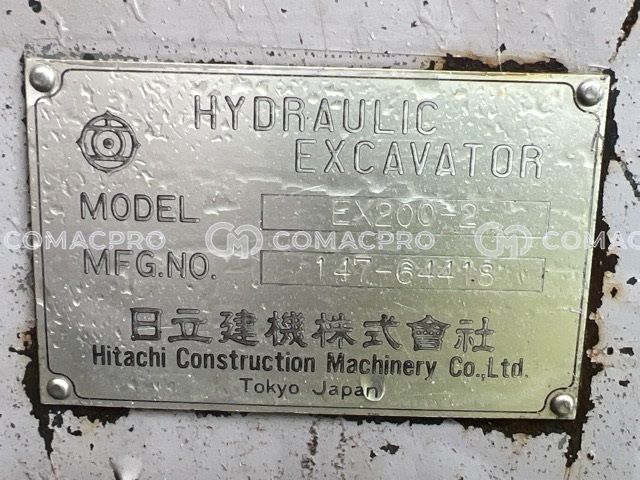 HYDRAULIC
EXCAVATOR
MODEL EX200-2
COMACPRO COMACPRO COMACPRO
MFG.NO. 147-64418
日立建機株式會社
Hitachi Construction Machinery Co.,Ltd.
Tokyo Japan